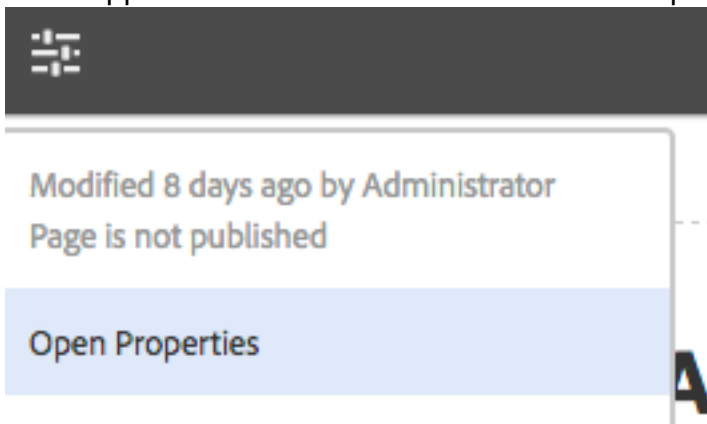 Modified 8 days ago by Administrator
Page is not published
Open Properties
A